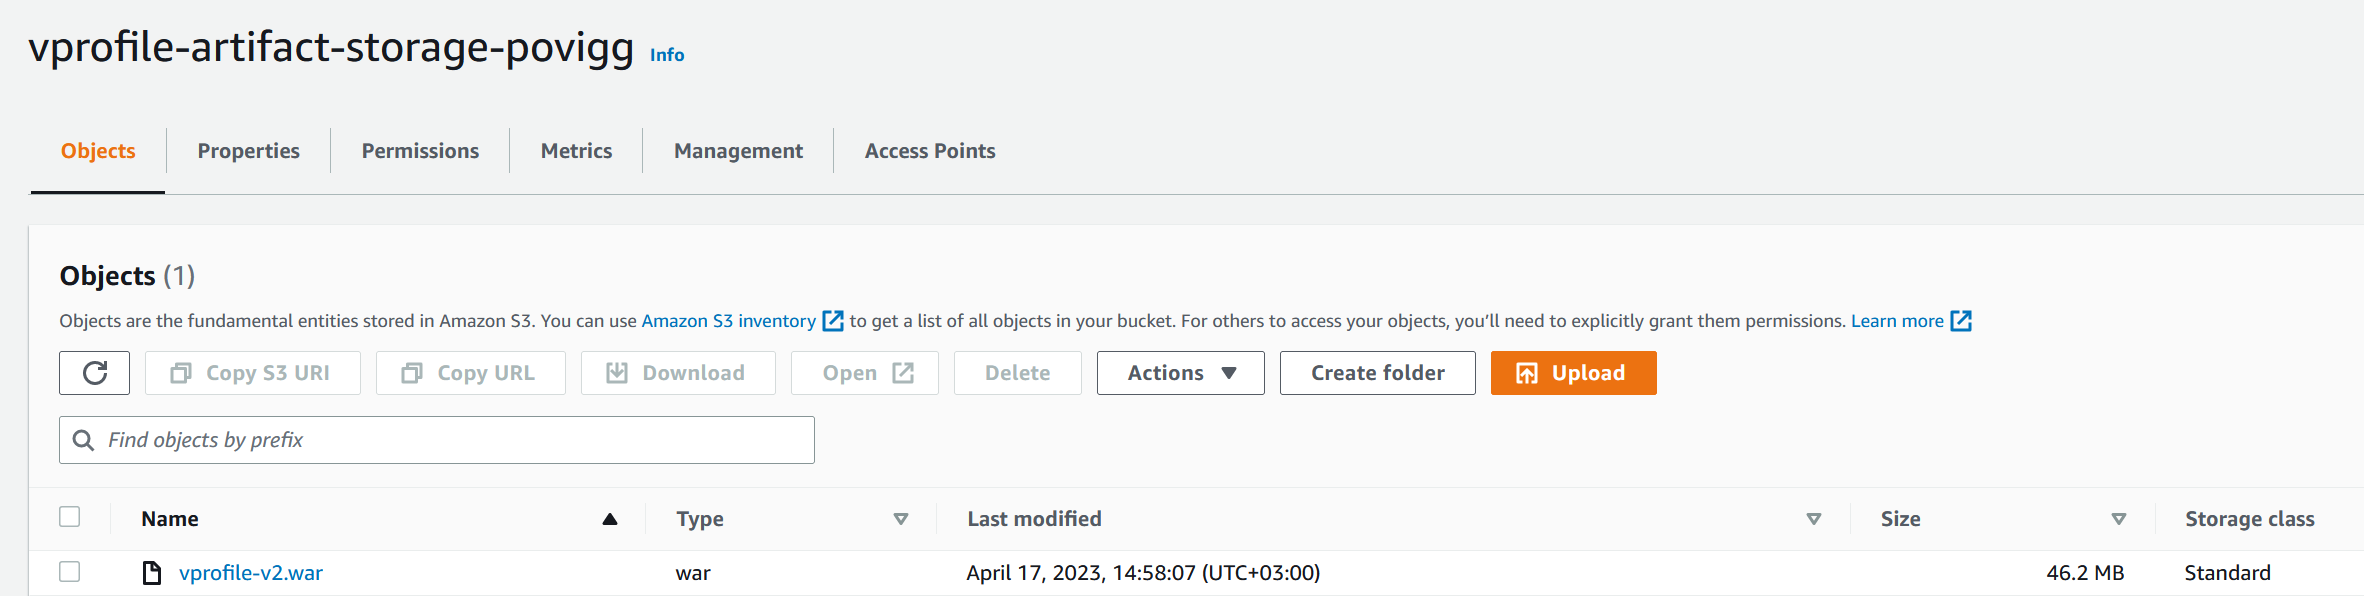 vprofile-artifact-storage-povigg Info
Objects Properties Permissions Metrics Management Access Points
Objects (1)
Objects are the fundamental entities stored in Amazon S3. You can use Amazon S3 inventory to get a list of all objects in your bucket. For others to access your objects, you’ll need to explicitly grant them permissions. Learn more
Copy S3 URI Copy URL Download Open Delete Actions Create folder Upload
Find objects by prefix
Name Type Last modified Size Storage class
vprofile-v2.war war April 17, 2023, 14:58:07 (UTC+03:00) 46.2 MB Standard